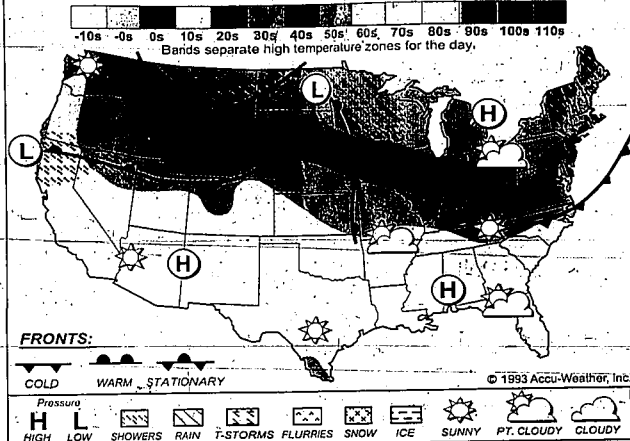 -10s -0s 0s 10s 20s 30s 40s 50s 60s 70s 80s 90s 100s 110s
Bands separate high temperature zones for the day.
L
H
L
H
H
FRONTS:
COLD WARM STATIONARY
© 1993 Accu-Weather, Inc.
Pressure
H L
HIGH LOW SHOWERS RAIN T-STORMS FLURRIES SNOW ICE SUNNY PT. CLOUDY CLOUDY